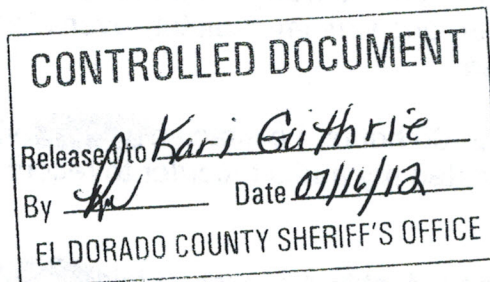 CONTROLLED DOCUMENT
Released to Kari Guthrie
By Date 07/16/12
EL DORADO COUNTY SHERIFF'S OFFICE